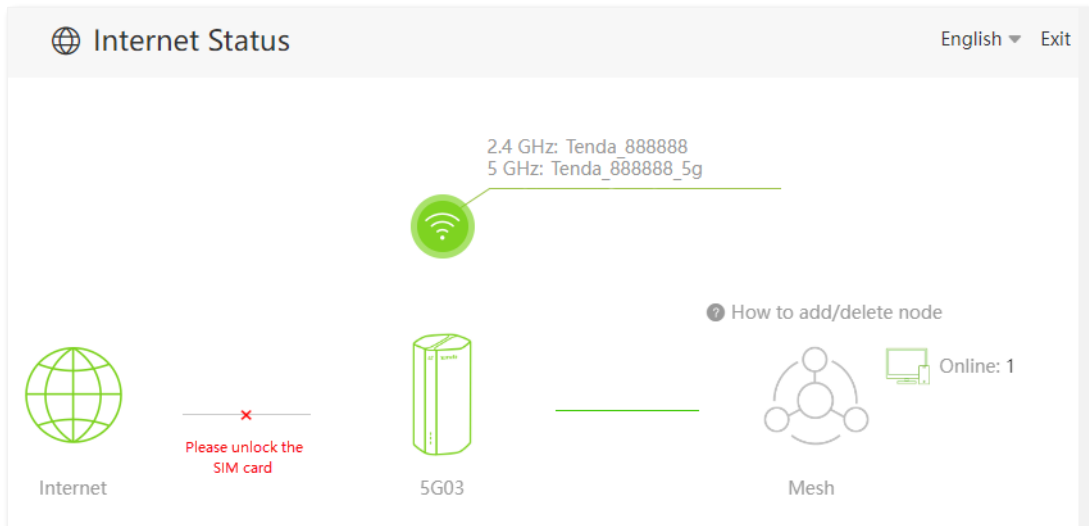 Internet Status
English
Exit
2.4 GHz: Tenda_888888
5 GHz: Tenda_888888_5g
How to add/delete node
Online: 1
Please unlock the
SIM card
Internet
5G03
Mesh